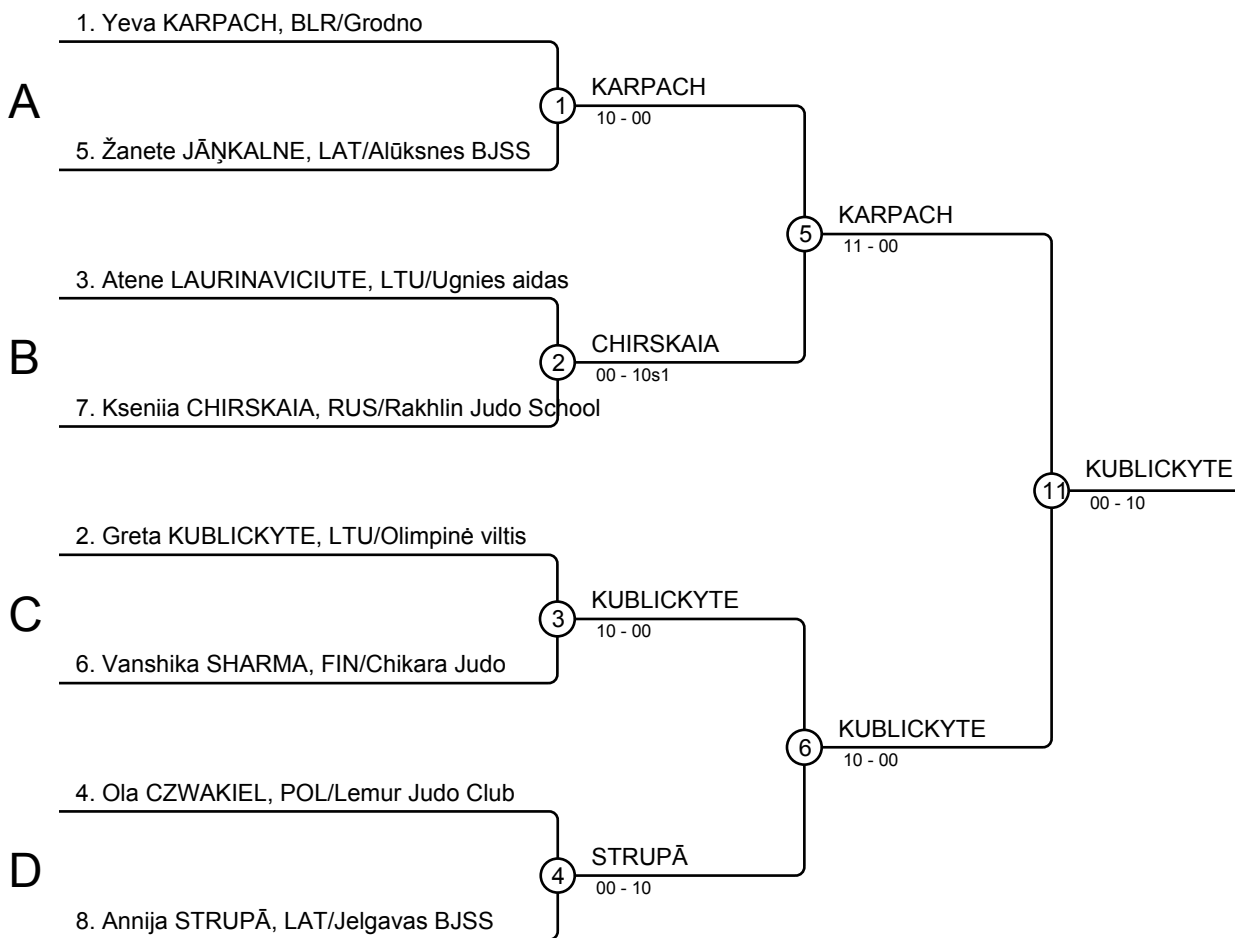 1. Yeva KARPACH, BLR/Grodno
A
1
KARPACH
10 - 00
5. Žanete JĀŅKALNE, LAT/Alūksnes BJSS
5
KARPACH
11 - 00
3. Atene LAURINAVICIUTE, LTU/Ugnies aidas
B
2
CHIRSKAIA
00 - 10s1
7. Kseniia CHIRSKAIA, RUS/Rakhlin Judo School
11
KUBLICKYTE
00 - 10
2. Greta KUBLICKYTE, LTU/Olimpinė viltis
C
3
KUBLICKYTE
10 - 00
6. Vanshika SHARMA, FIN/Chikara Judo
6
KUBLICKYTE
10 - 00
4. Ola CZWAKIEL, POL/Lemur Judo Club
D
4
STRUPĀ
00 - 10
8. Annija STRUPĀ, LAT/Jelgavas BJSS